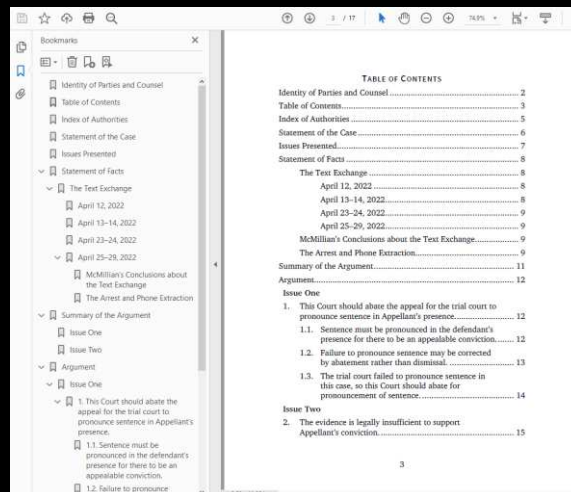 3 / 17
74.9%
Bookmarks
Identity of Parties and Counsel
Table of Contents
Index of Authorities
Statement of the Case
Issues Presented
Statement of Facts
The Text Exchange
April 12, 2022
April 13–14, 2022
April 23–24, 2022
April 25–29, 2022
McMillian's Conclusions about
the Text Exchange
The Arrest and Phone Extraction
Summary of the Argument
Issue One
Issue Two
Argument
Issue One
1. This Court should abate the
appeal for the trial court to
pronounce sentence in Appellant's
presence.
1.1. Sentence must be
pronounced in the defendant's
presence for there to be an
appealable conviction.
1.2. Failure to pronounce
TABLE OF CONTENTS
Identity of Parties and Counsel 2
Table of Contents 3
Index of Authorities 5
Statement of the Case 6
Issues Presented 7
Statement of Facts 8
The Text Exchange 8
April 12, 2022 8
April 13–14, 2022 8
April 23–24, 2022 9
April 25–29, 2022 9
McMillian's Conclusions about the Text Exchange 9
The Arrest and Phone Extraction 9
Summary of the Argument 11
Argument 12
Issue One
1. This Court should abate the appeal for the trial court to
pronounce sentence in Appellant's presence. 12
1.1. Sentence must be pronounced in the defendant's
presence for there to be an appealable conviction. 12
1.2. Failure to pronounce sentence may be corrected
by abatement rather than dismissal. 13
1.3. The trial court failed to pronounce sentence in
this case, so this Court should abate for
pronouncement of sentence. 14
Issue Two
2. The evidence is legally insufficient to support
Appellant's conviction. 15
3